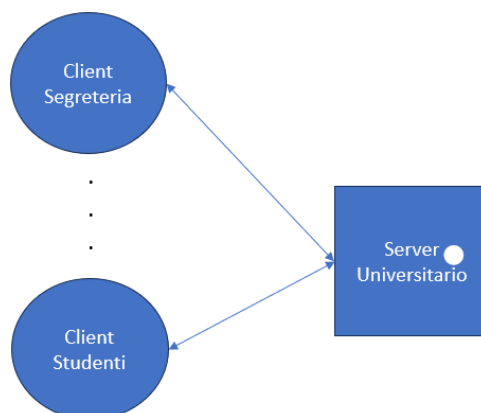 Client
Segreteria
.
.
.
Server
Universitario
Client
Studenti